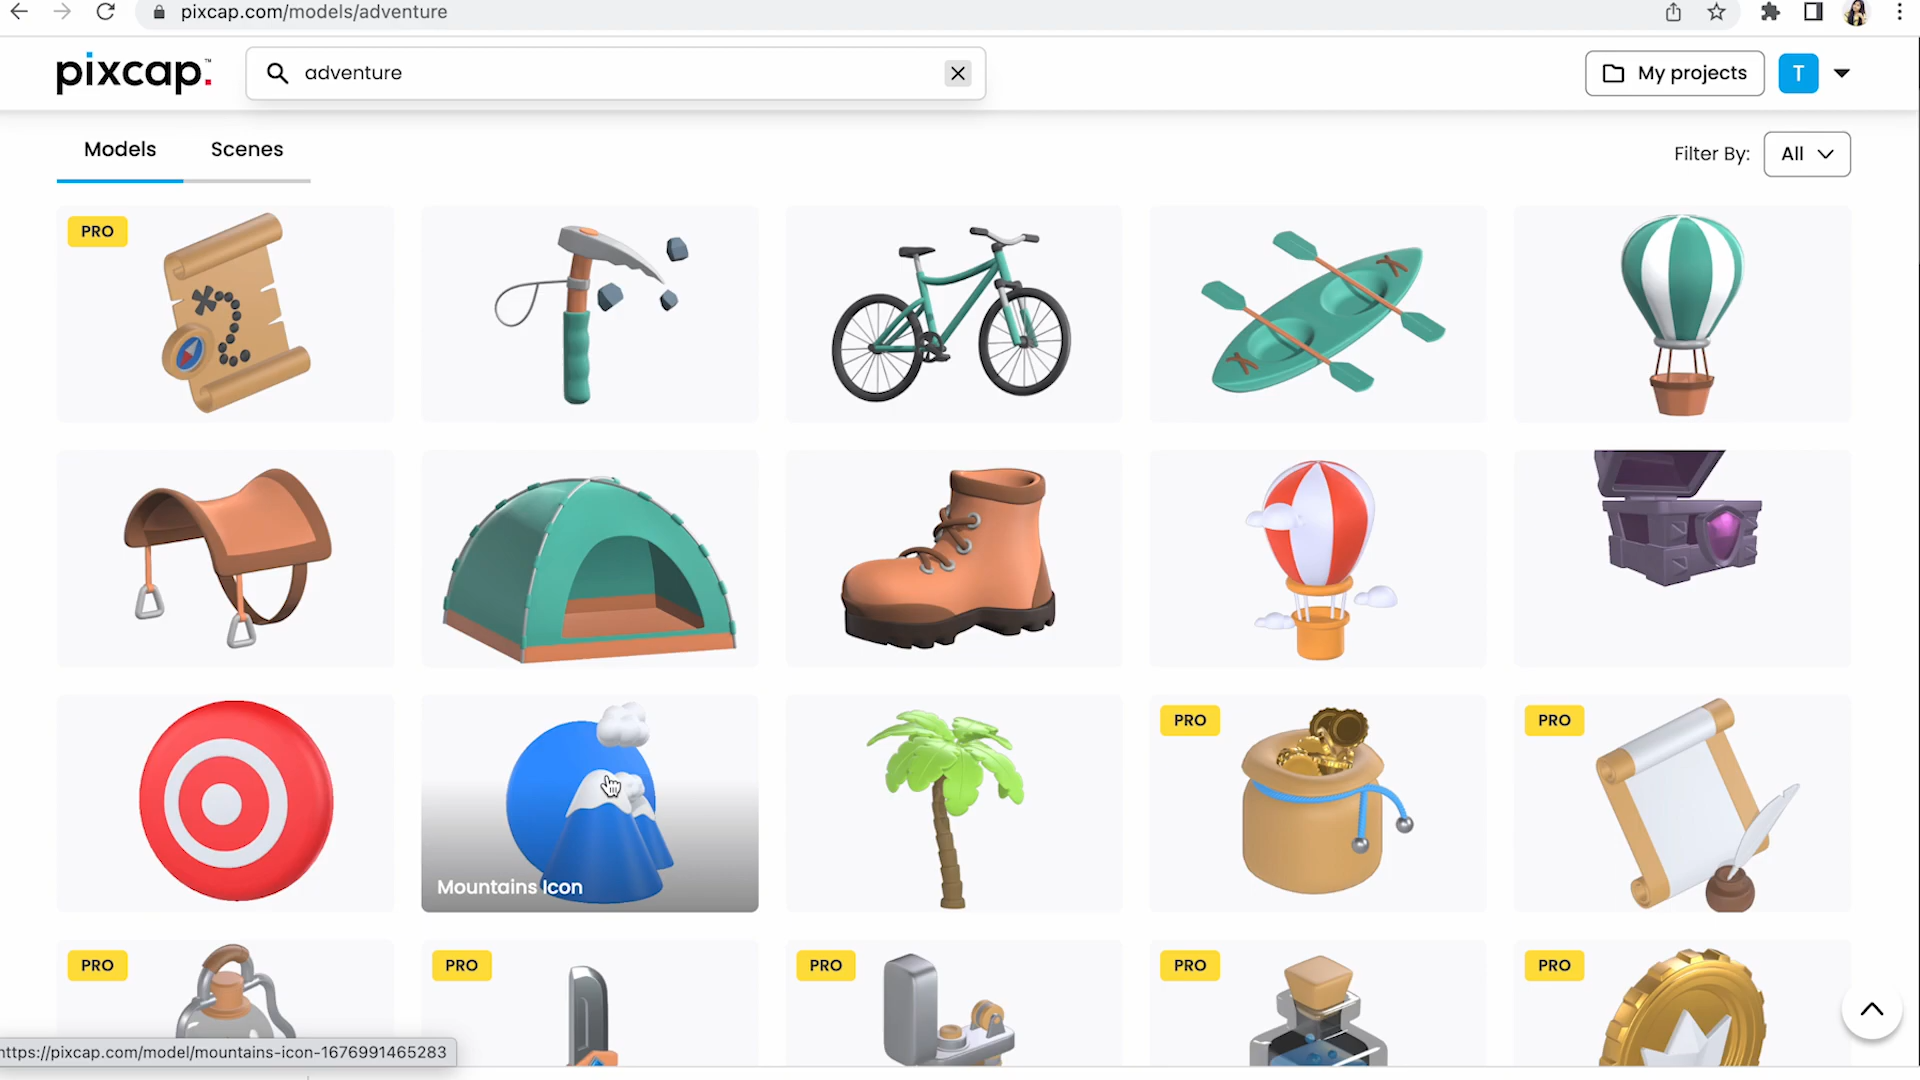 pixcap.com/models/adventure
pixcap.™
adventure
My projects
T
Models
Scenes
Filter By:
All
PRO
Mountains Icon
PRO
PRO
PRO
PRO
PRO
PRO
PRO
https://pixcap.com/model/mountains-icon-1676991465283